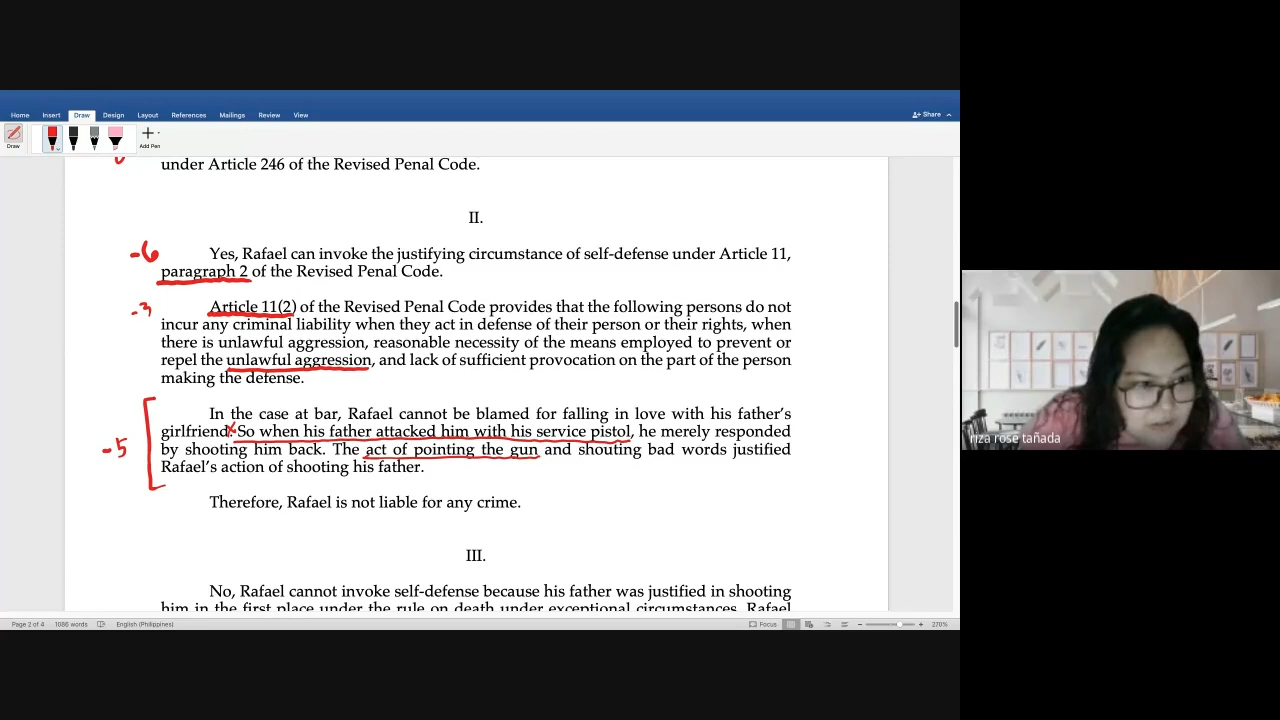 Home Insert Draw Design Layout References Mailings Review View Share
Draw Add Pen
under Article 246 of the Revised Penal Code.
II.
-6 Yes, Rafael can invoke the justifying circumstance of self-defense under Article 11,
paragraph 2 of the Revised Penal Code.
-3 Article 11(2) of the Revised Penal Code provides that the following persons do not
incur any criminal liability when they act in defense of their person or their rights, when
there is unlawful aggression, reasonable necessity of the means employed to prevent or
repel the unlawful aggression, and lack of sufficient provocation on the part of the person
making the defense.
In the case at bar, Rafael cannot be blamed for falling in love with his father's
girlfriend. So when his father attacked him with his service pistol, he merely responded
-5 by shooting him back. The act of pointing the gun and shouting bad words justified
Rafael's action of shooting his father.
Therefore, Rafael is not liable for any crime.
III.
No, Rafael cannot invoke self-defense because his father was justified in shooting
him in the first place under the rule on death under exceptional circumstances. Rafael
Page 2 of 4 1086 words English (Philippines) Focus 270%
riza rose tañada